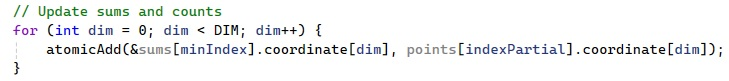 // Update sums and counts
for (int dim = 0; dim < DIM; dim++) {
    atomicAdd(&sums[minIndex].coordinate[dim], points[indexPartial].coordinate[dim]);
}